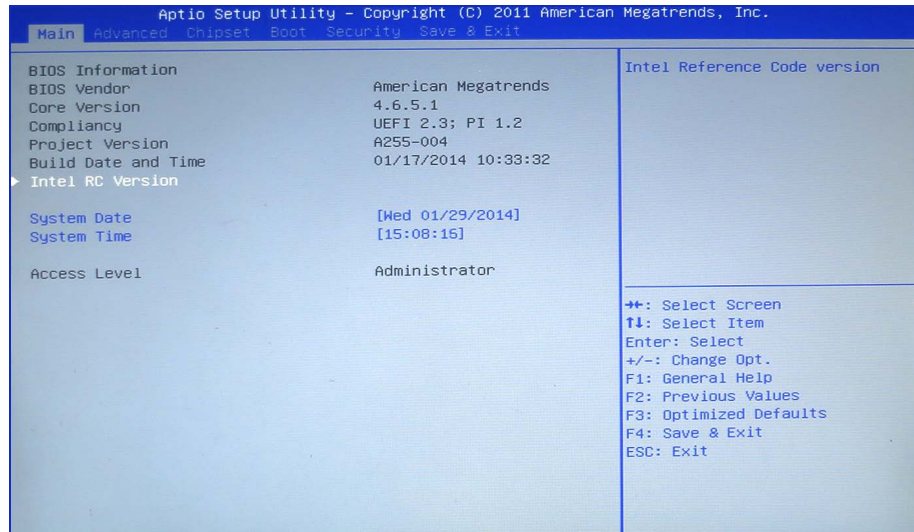 Aptio Setup Utility – Copyright (C) 2011 American Megatrends, Inc.
Main Advanced Chipset Boot Security Save & Exit
BIOS Information
BIOS Vendor American Megatrends
Core Version 4.6.5.1
Compliancy UEFI 2.3; PI 1.2
Project Version A255-004
Build Date and Time 01/17/2014 10:33:32
▶ Intel RC Version
System Date [Wed 01/29/2014]
System Time [15:08:16]
Access Level Administrator
Intel Reference Code version
→←: Select Screen
↑↓: Select Item
Enter: Select
+/-: Change Opt.
F1: General Help
F2: Previous Values
F3: Optimized Defaults
F4: Save & Exit
ESC: Exit